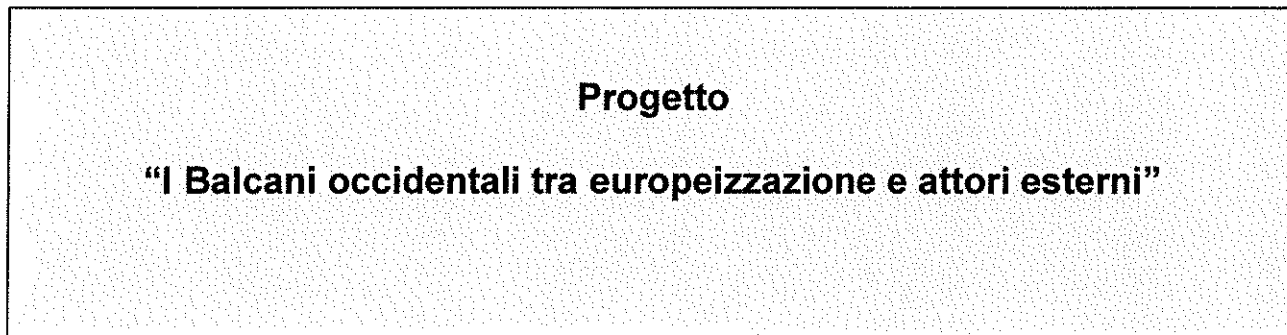 Progetto
“I Balcani occidentali tra europeizzazione e attori esterni”